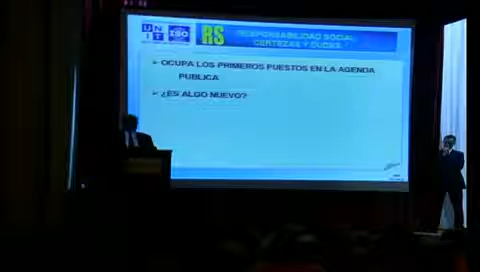 UNIT
ISO
RS
RESPONSABILIDAD SOCIAL:
CERTEZAS Y DUDAS
➢ OCUPA LOS PRIMEROS PUESTOS EN LA AGENDA
PUBLICA
➢ ¿ES ALGO NUEVO?